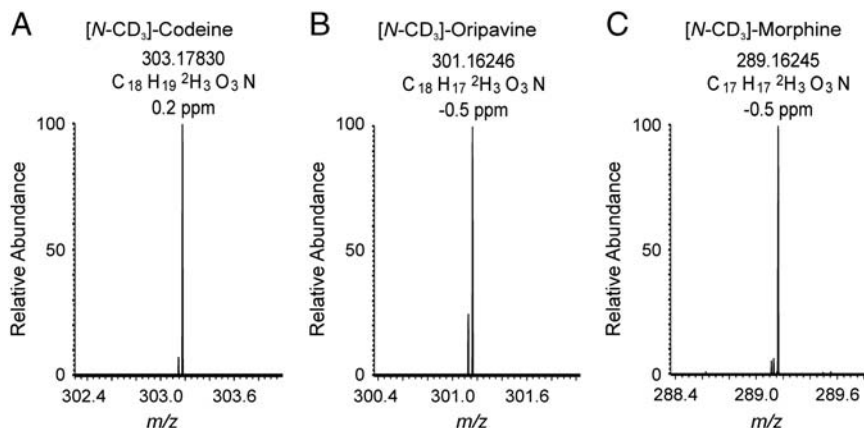 A
[N-CD₃]-Codeine
303.17830
C₁₈ H₁₉ ²H₃ O₃ N
0.2 ppm
100
50
0
Relative Abundance
302.4 303.0 303.6
m/z
B
[N-CD₃]-Oripavine
301.16246
C₁₈ H₁₇ ²H₃ O₃ N
-0.5 ppm
100
50
0
Relative Abundance
300.4 301.0 301.6
m/z
C
[N-CD₃]-Morphine
289.16245
C₁₇ H₁₇ ²H₃ O₃ N
-0.5 ppm
100
50
0
Relative Abundance
288.4 289.0 289.6
m/z